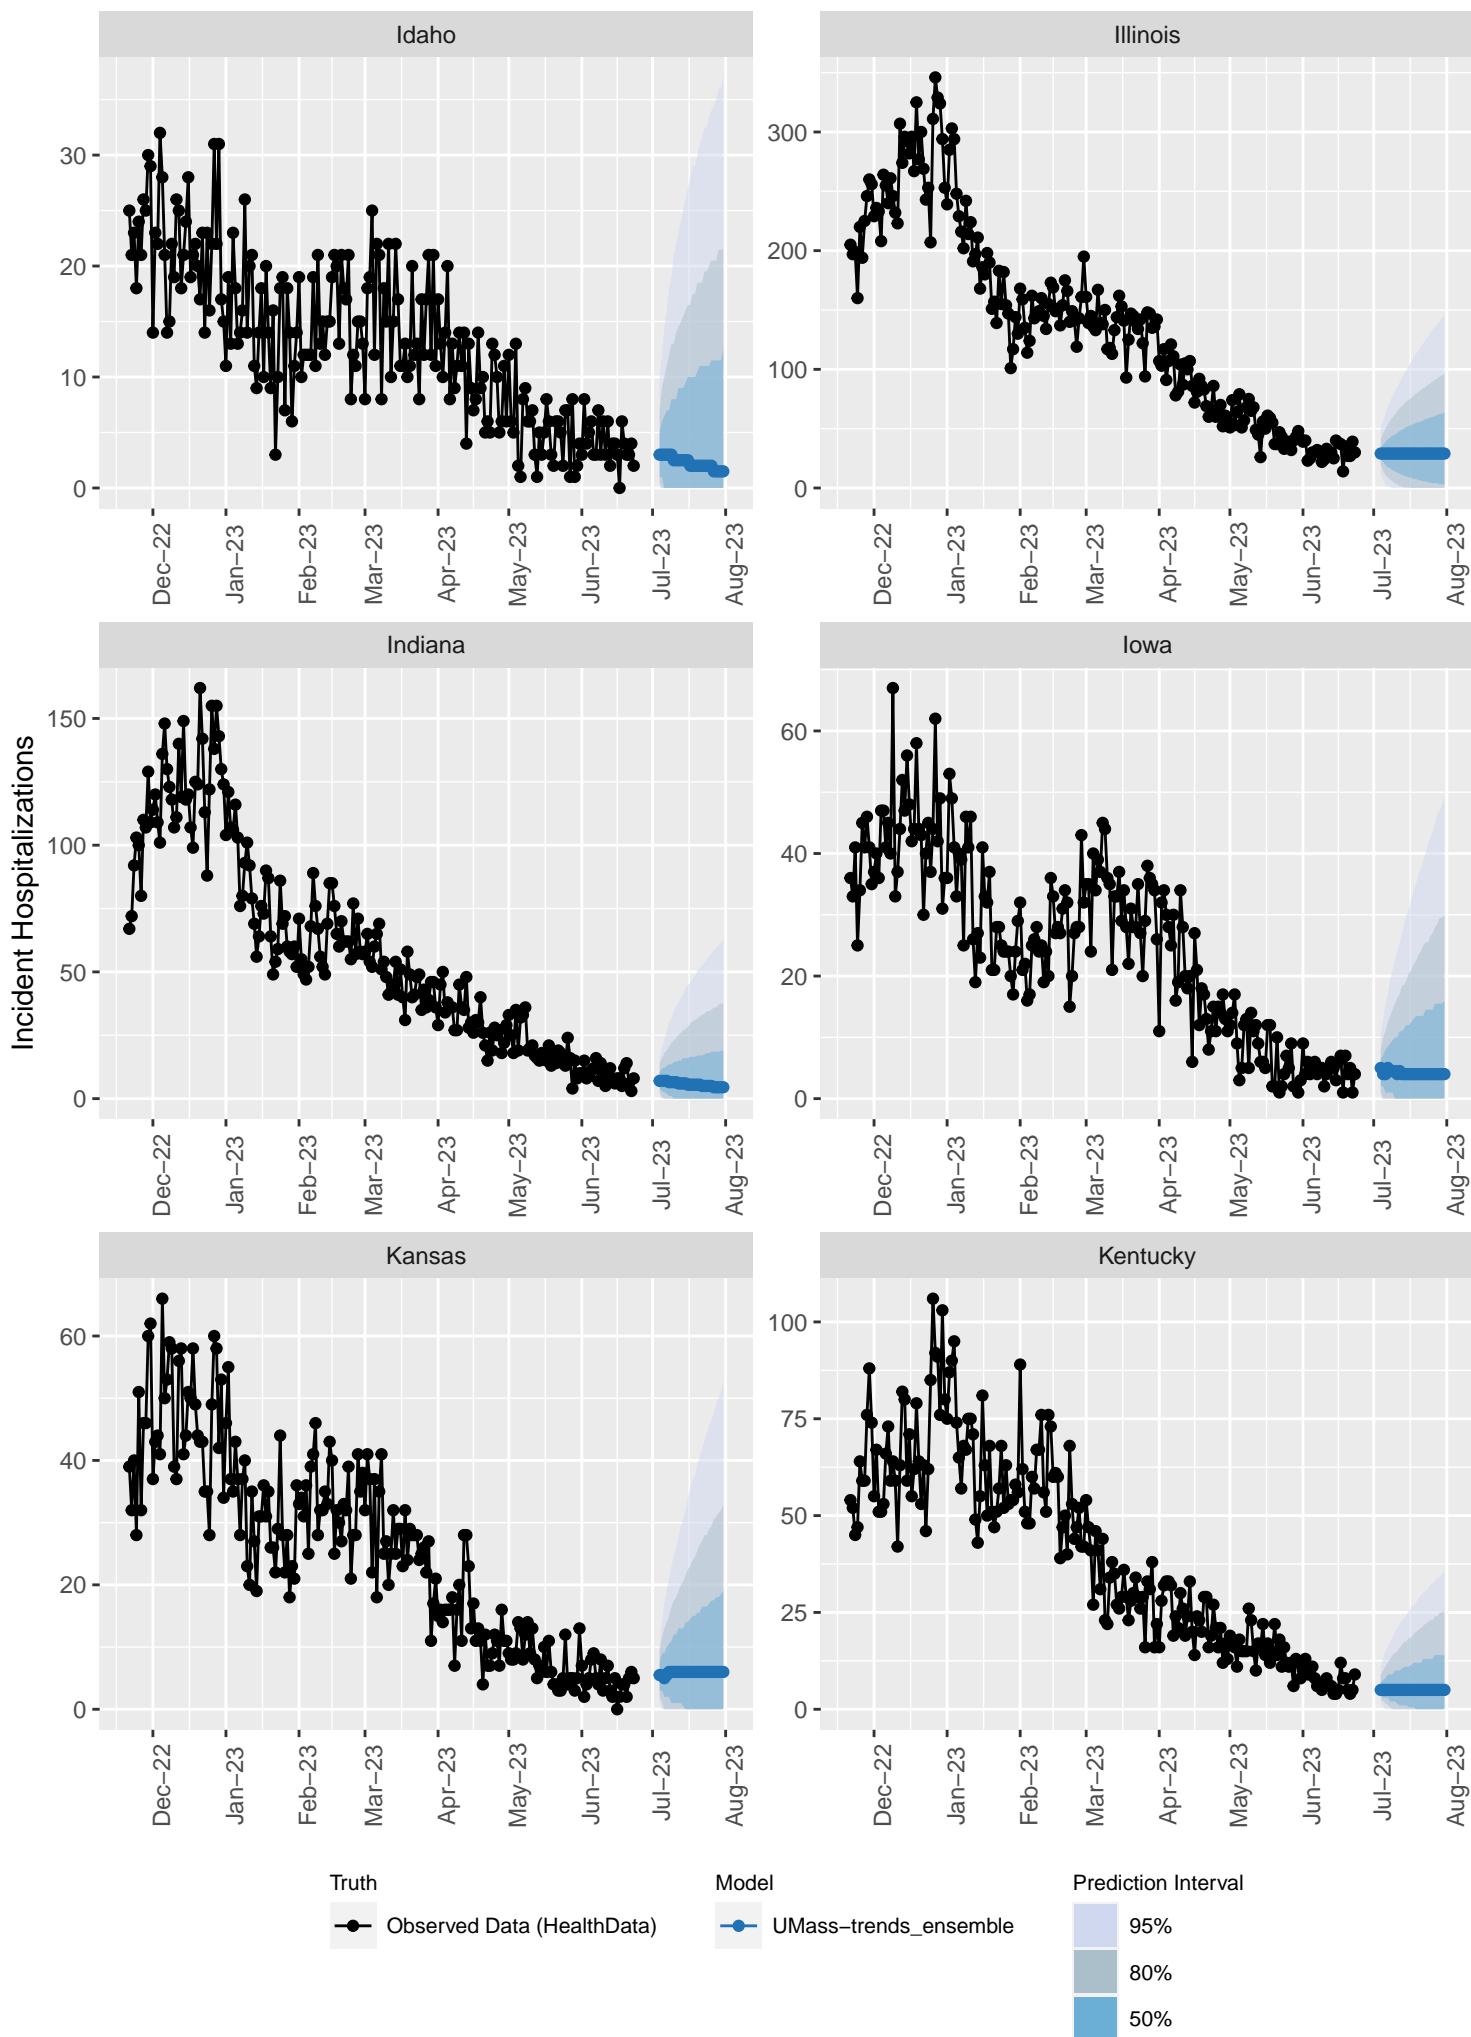 Idaho
Illinois
30
20
10
0
300
200
100
0
Dec−22
Jan−23
Feb−23
Mar−23
Apr−23
May−23
Jun−23
Jul−23
Aug−23
Dec−22
Jan−23
Feb−23
Mar−23
Apr−23
May−23
Jun−23
Jul−23
Aug−23
Indiana
Iowa
Incident Hospitalizations
150
100
50
0
60
40
20
0
Dec−22
Jan−23
Feb−23
Mar−23
Apr−23
May−23
Jun−23
Jul−23
Aug−23
Dec−22
Jan−23
Feb−23
Mar−23
Apr−23
May−23
Jun−23
Jul−23
Aug−23
Kansas
Kentucky
60
40
20
0
100
75
50
25
0
Dec−22
Jan−23
Feb−23
Mar−23
Apr−23
May−23
Jun−23
Jul−23
Aug−23
Dec−22
Jan−23
Feb−23
Mar−23
Apr−23
May−23
Jun−23
Jul−23
Aug−23
Truth
Observed Data (HealthData)
Model
UMass−trends_ensemble
Prediction Interval
95%
80%
50%